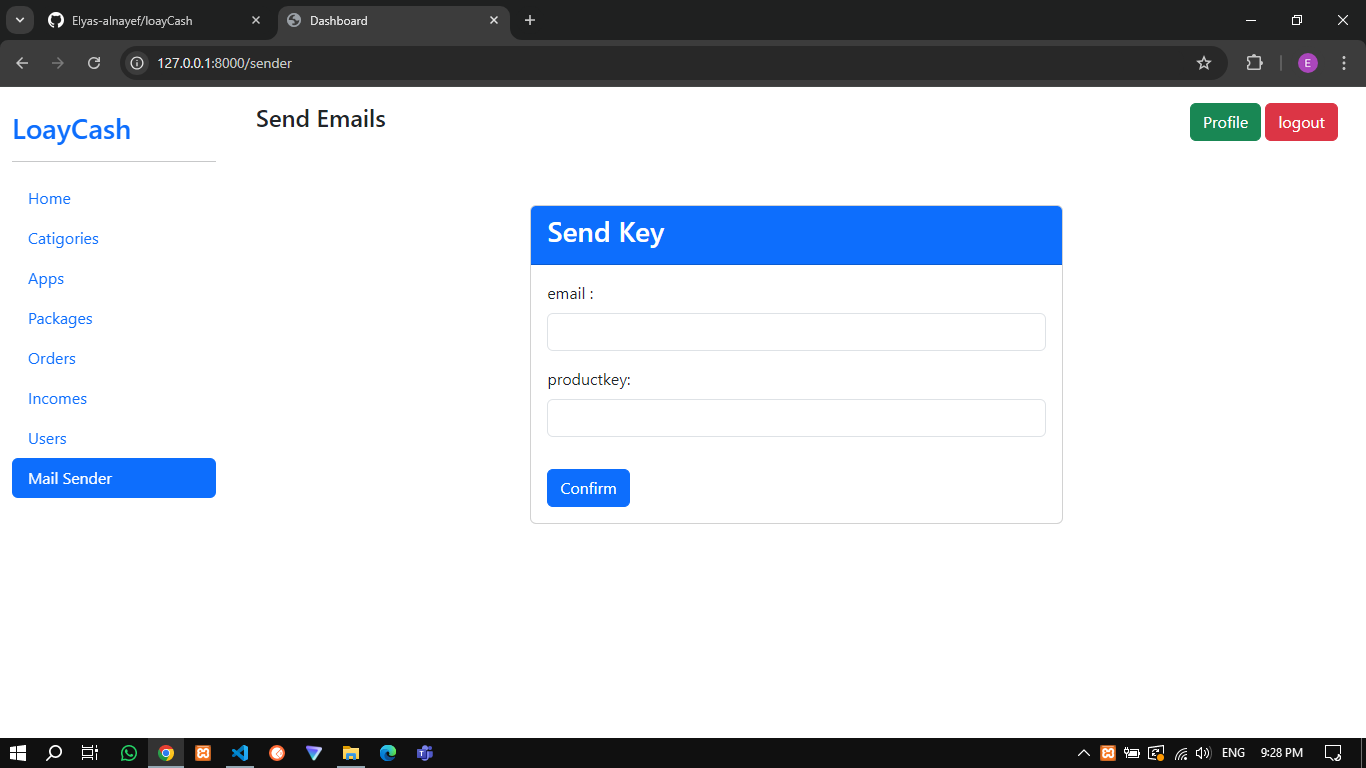 Elyas-alnayef/loayCash
Dashboard
127.0.0.1:8000/sender
E
LoayCash
Send Emails
Profile
logout
Home
Catigories
Apps
Packages
Orders
Incomes
Users
Mail Sender
Send Key
email :
productkey:
Confirm
ENG
9:28 PM